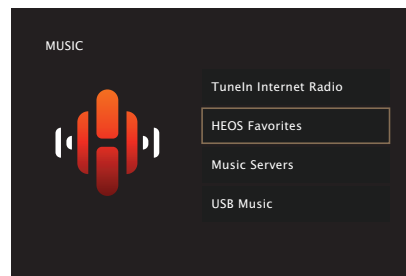 MUSIC
TuneIn Internet Radio
HEOS Favorites
Music Servers
USB Music